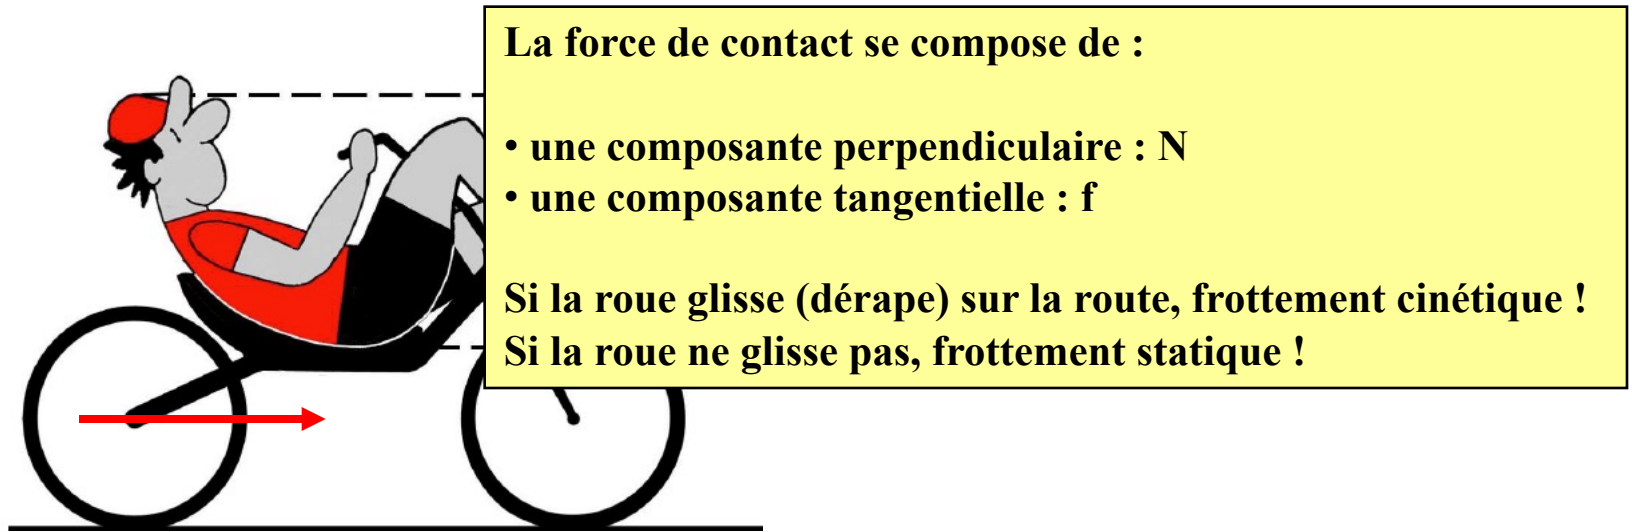 La force de contact se compose de :
• une composante perpendiculaire : N
• une composante tangentielle : f
Si la roue glisse (dérape) sur la route, frottement cinétique !
Si la roue ne glisse pas, frottement statique !